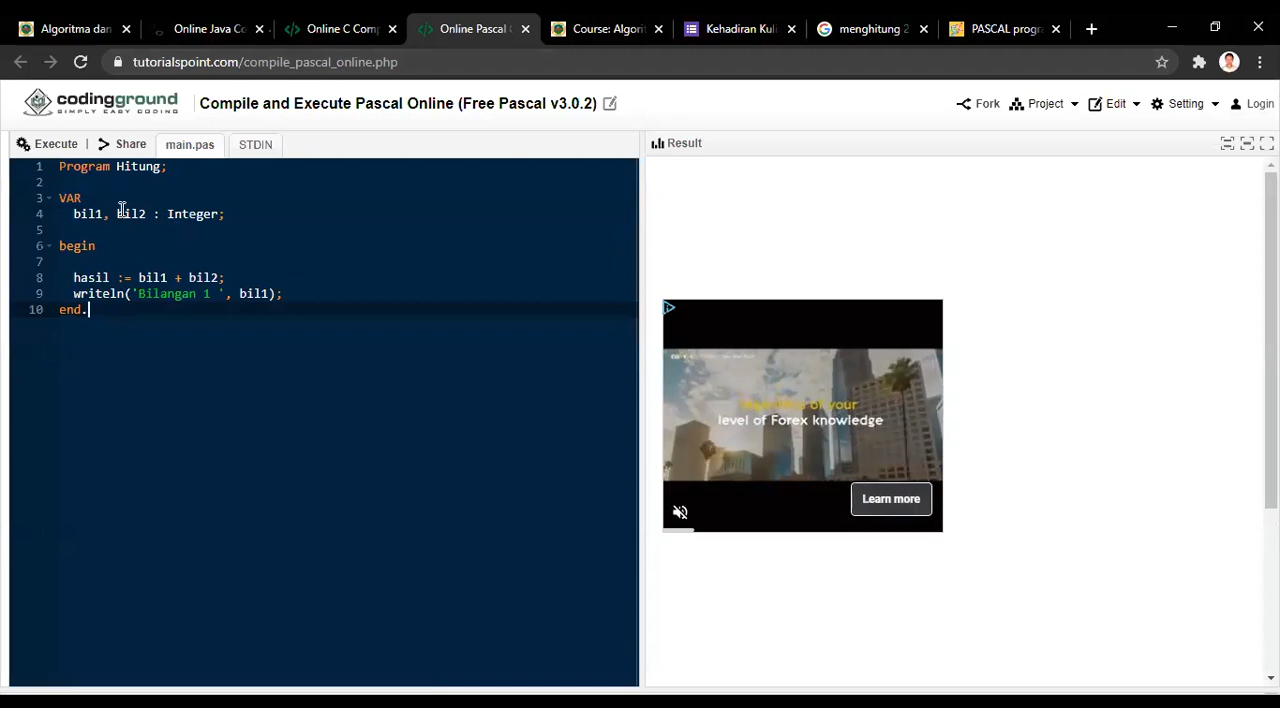 Algoritma dan
Online Java Co
Online C Comp
Online Pascal
Course: Algori
Kehadiran Kuli
menghitung 2
PASCAL progra
tutorialspoint.com/compile_pascal_online.php
codingground
SIMPLY EASY CODING
Compile and Execute Pascal Online (Free Pascal v3.0.2)
Fork
Project
Edit
Setting
Login
Execute
Share
main.pas
STDIN
Result
1 Program Hitung;
2
3 VAR
4 bil1, bil2 : Integer;
5
6 begin
7
8 hasil := bil1 + bil2;
9 writeln('Bilangan 1 ', bil1);
10 end.
regardless of your
level of Forex knowledge
Learn more